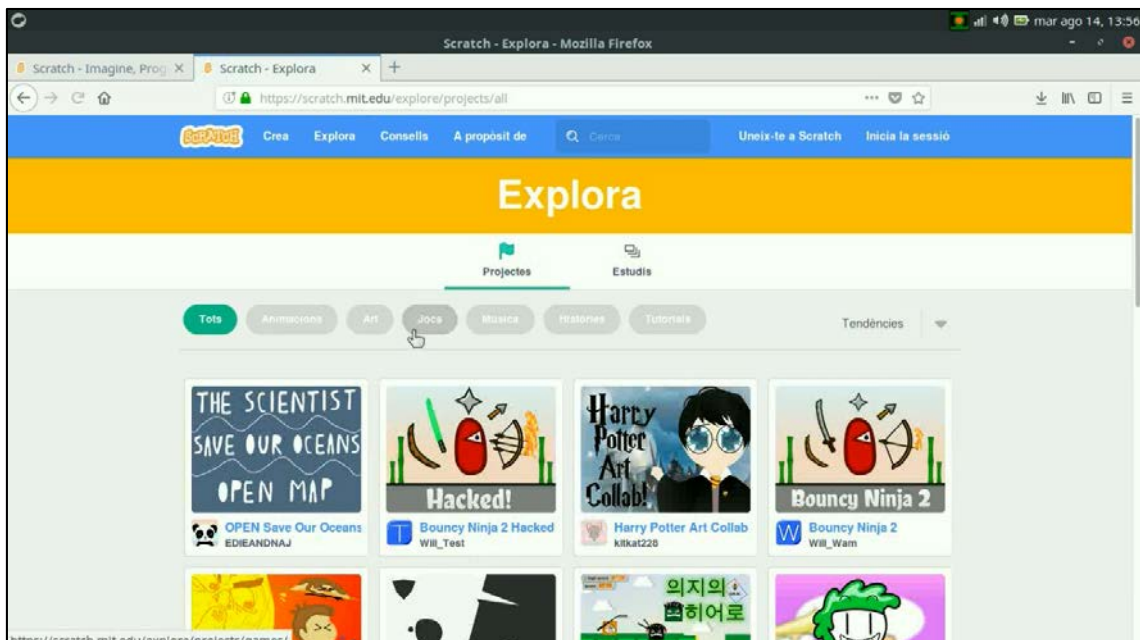 mar ago 14, 13:56
Scratch - Explora - Mozilla Firefox
Scratch - Imagine, Prog
Scratch - Explora
https://scratch.mit.edu/explore/projects/all
SCRATCH
Crea
Explora
Consells
A propòsit de
Cerca
Uneix-te a Scratch
Inicia la sessió
Explora
Projectes
Estudis
Tots
Animacions
Art
Jocs
Música
Històries
Tutorials
Tendències
THE SCIENTIST
SAVE OUR OCEANS
OPEN MAP
Hacked!
Harry
Potter
Art
Collab!
Bouncy Ninja 2
OPEN Save Our Oceans
EDIEANDNAJ
T
Bouncy Ninja 2 Hacked
Will_Test
Harry Potter Art Collab
kitkat228
W
Bouncy Ninja 2
Will_Wam
의지의
히어로
https://scratch.mit.edu/explore/projects/games/